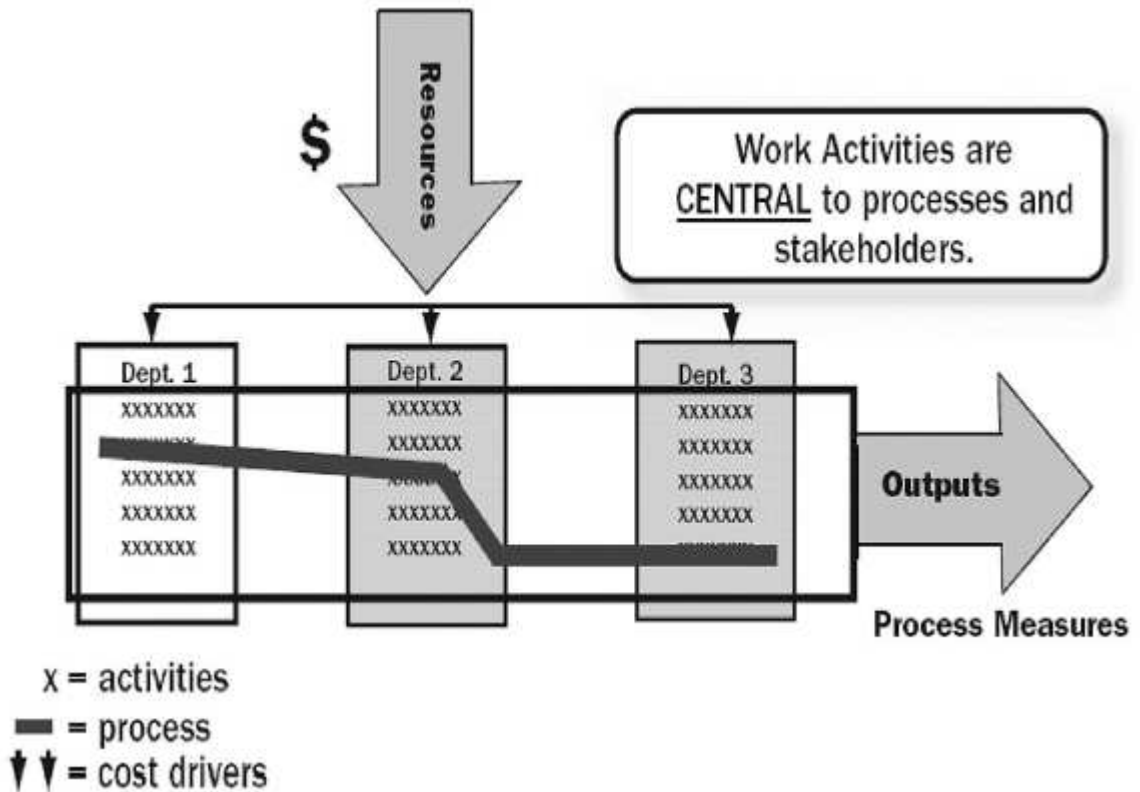 Resources
$
Work Activities are
CENTRAL to processes and
stakeholders.
Dept. 1
XXXXXXX
XXXXXXX
XXXXXXX
XXXXXXX
Dept. 2
XXXXXXX
XXXXXXX
XXXXXXX
XXXXXXX
Dept. 3
XXXXXXX
XXXXXXX
XXXXXXX
XXXXXXX
Outputs
Process Measures
x = activities
= process
= cost drivers